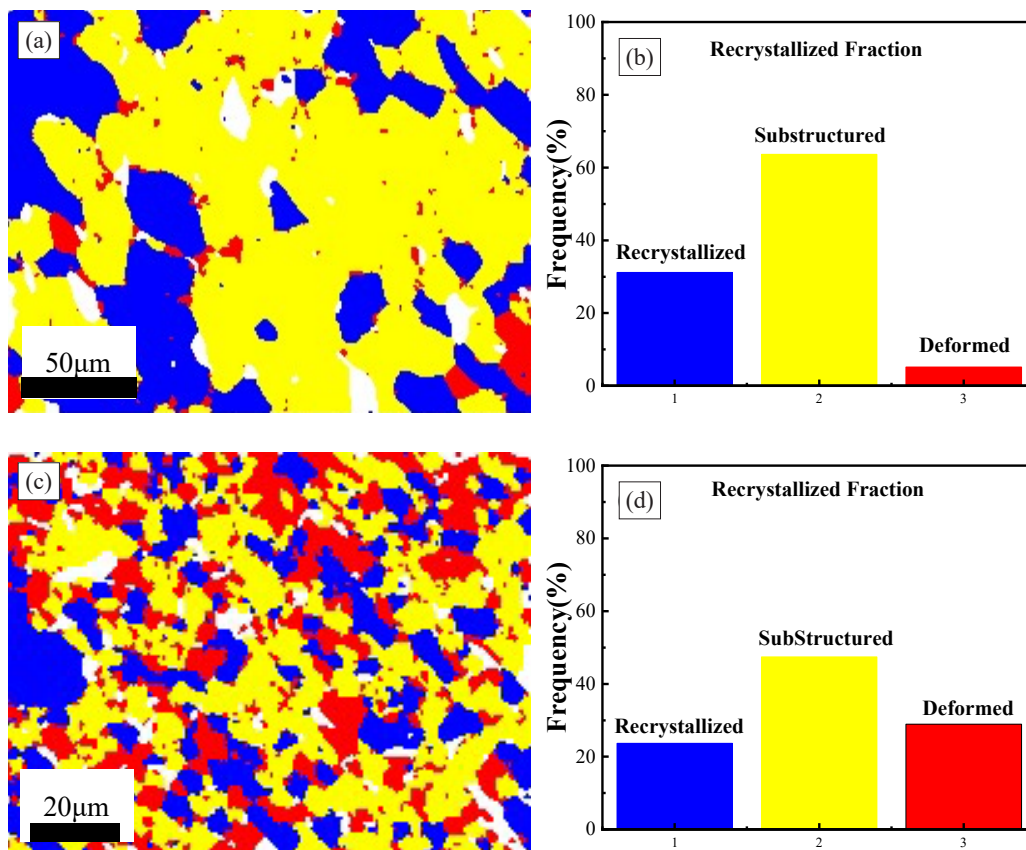 (a)
50μm
(b)
Recrystallized Fraction
Frequency(%)
100
80
60
40
20
0
Recrystallized
Substructured
Deformed
1
2
3
(c)
20μm
(d)
Recrystallized Fraction
Frequency(%)
100
80
60
40
20
0
Recrystallized
SubStructured
Deformed
1
2
3